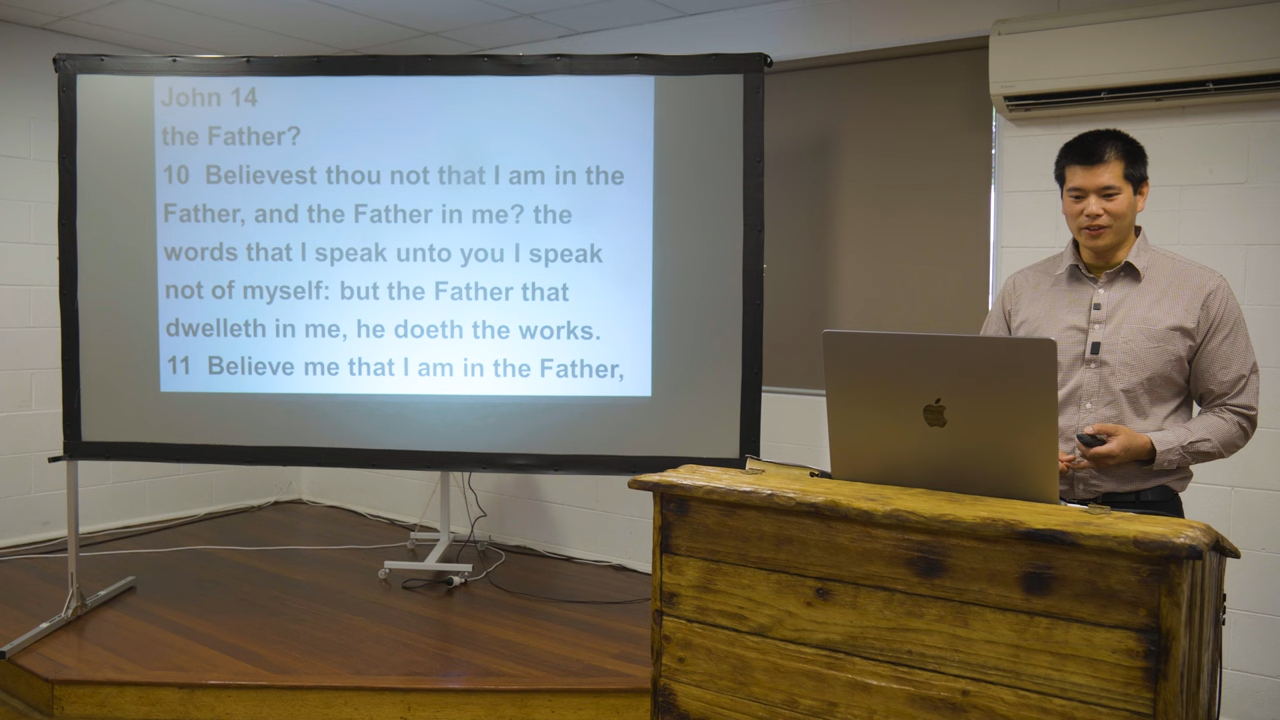 John 14
the Father?
10 Believest thou not that I am in the
Father, and the Father in me? the
words that I speak unto you I speak
not of myself: but the Father that
dwelleth in me, he doeth the works.
11 Believe me that I am in the Father,